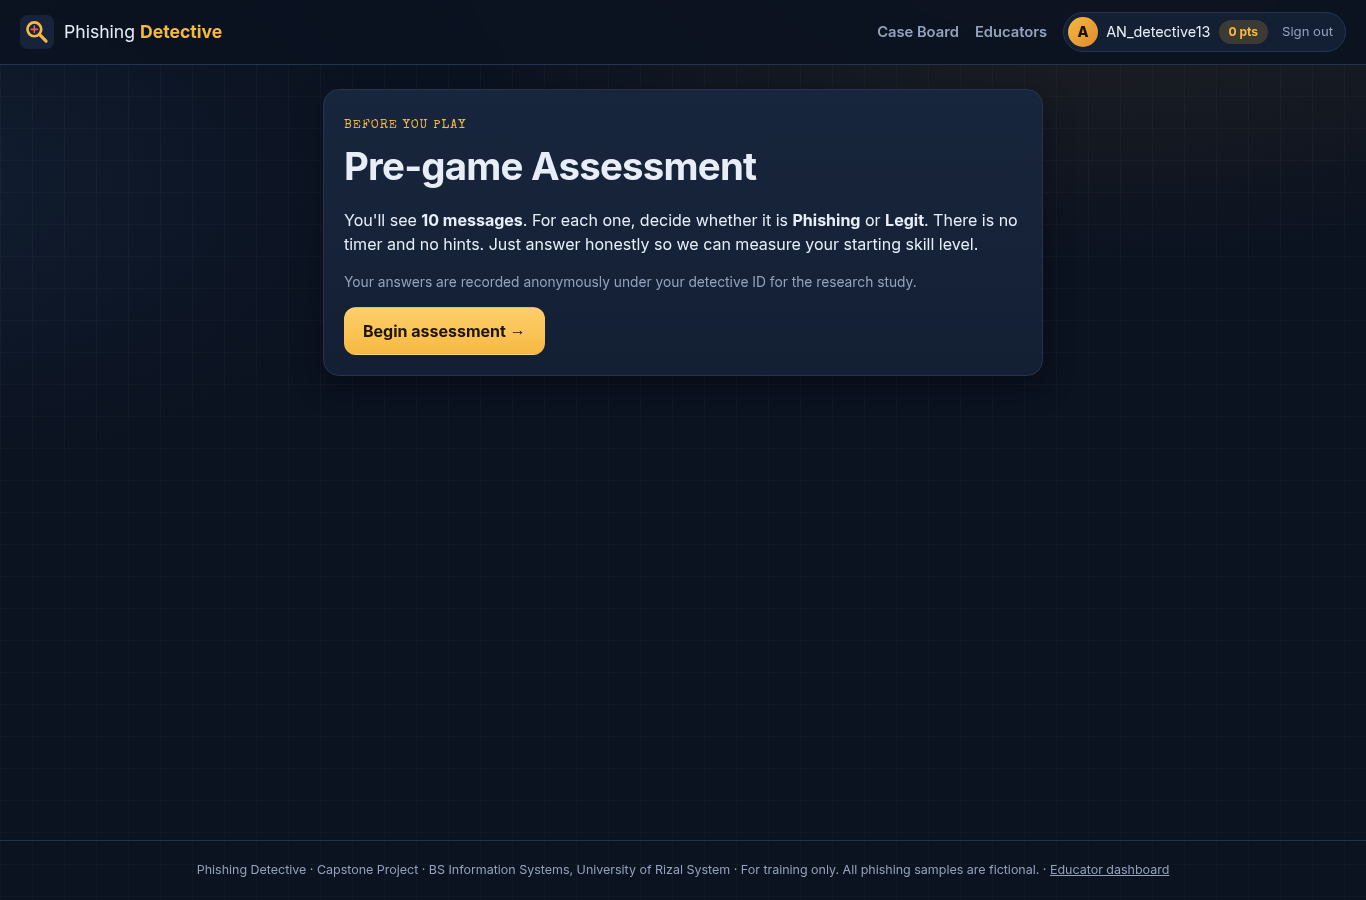 Phishing Detective
Case Board
Educators
A
AN_detective13
0 pts
Sign out
BEFORE YOU PLAY
Pre-game Assessment
You'll see 10 messages. For each one, decide whether it is Phishing or Legit. There is no
timer and no hints. Just answer honestly so we can measure your starting skill level.
Your answers are recorded anonymously under your detective ID for the research study.
Begin assessment →
Phishing Detective · Capstone Project · BS Information Systems, University of Rizal System · For training only. All phishing samples are fictional. · Educator dashboard